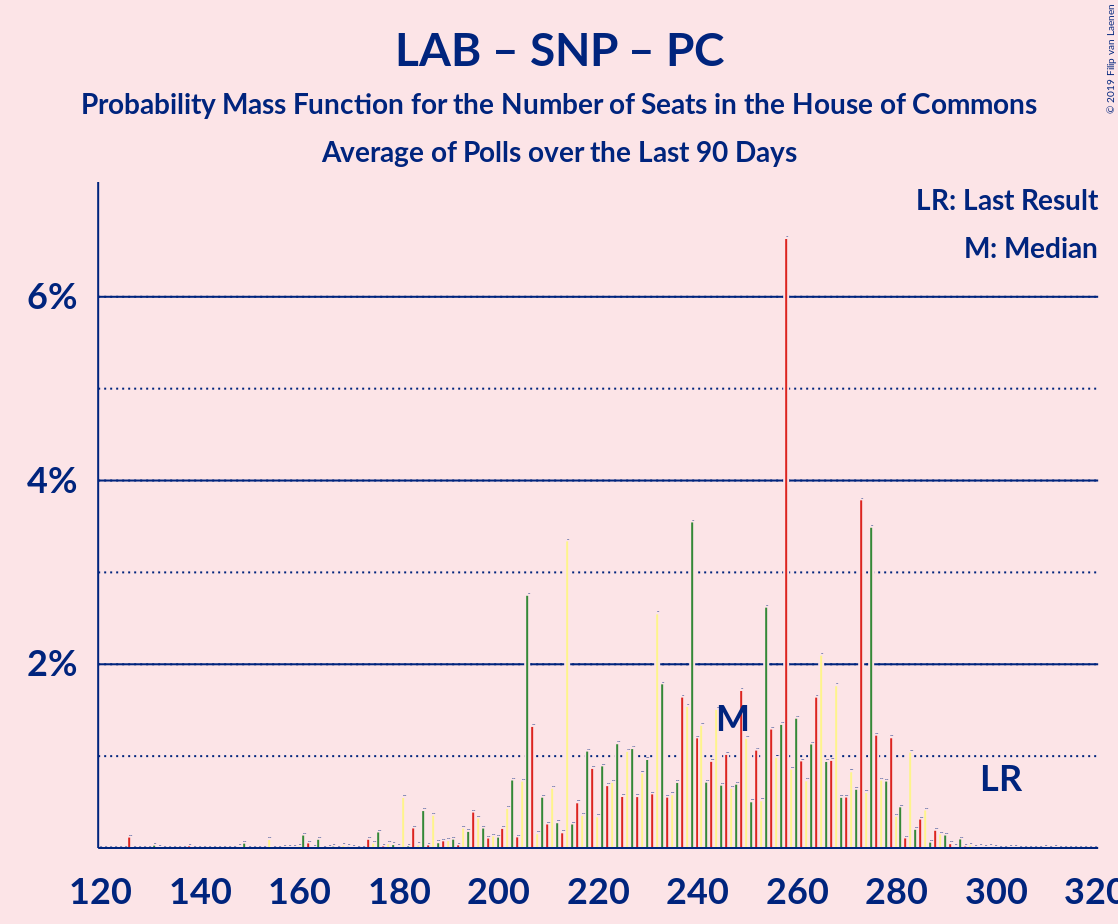 LAB – SNP – PC
Probability Mass Function for the Number of Seats in the House of Commons
Average of Polls over the Last 90 Days
© 2019 Filip van Laenen
LR: Last Result
M: Median
6%
4%
2%
M
LR
120 140 160 180 200 220 240 260 280 300 320